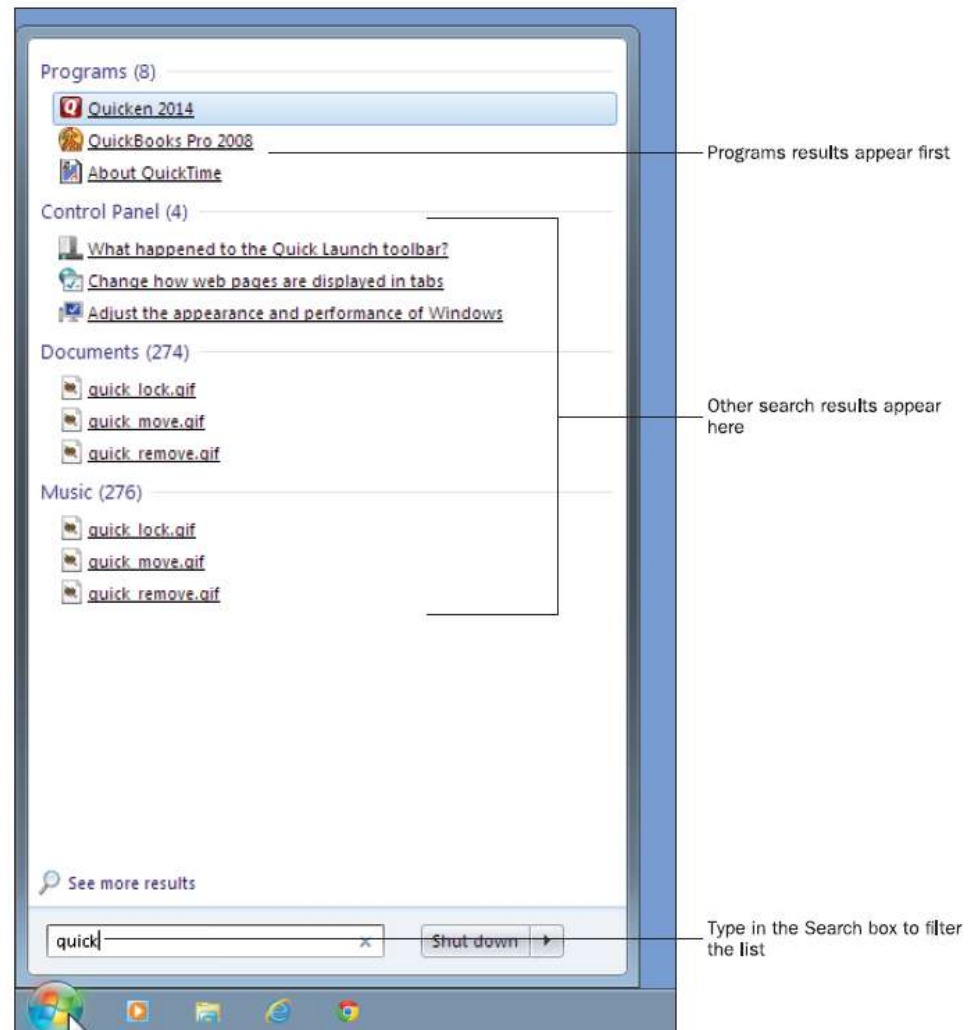 Programs (8)
Quicken 2014
QuickBooks Pro 2008
About QuickTime
Programs results appear first
Control Panel (4)
What happened to the Quick Launch toolbar?
Change how web pages are displayed in tabs
Adjust the appearance and performance of Windows
Documents (274)
quick_lock.gif
quick_move.gif
quick_remove.gif
Other search results appear
here
Music (276)
quick_lock.gif
quick_move.gif
quick_remove.gif
See more results
quick
Shut down
Type in the Search box to filter
the list